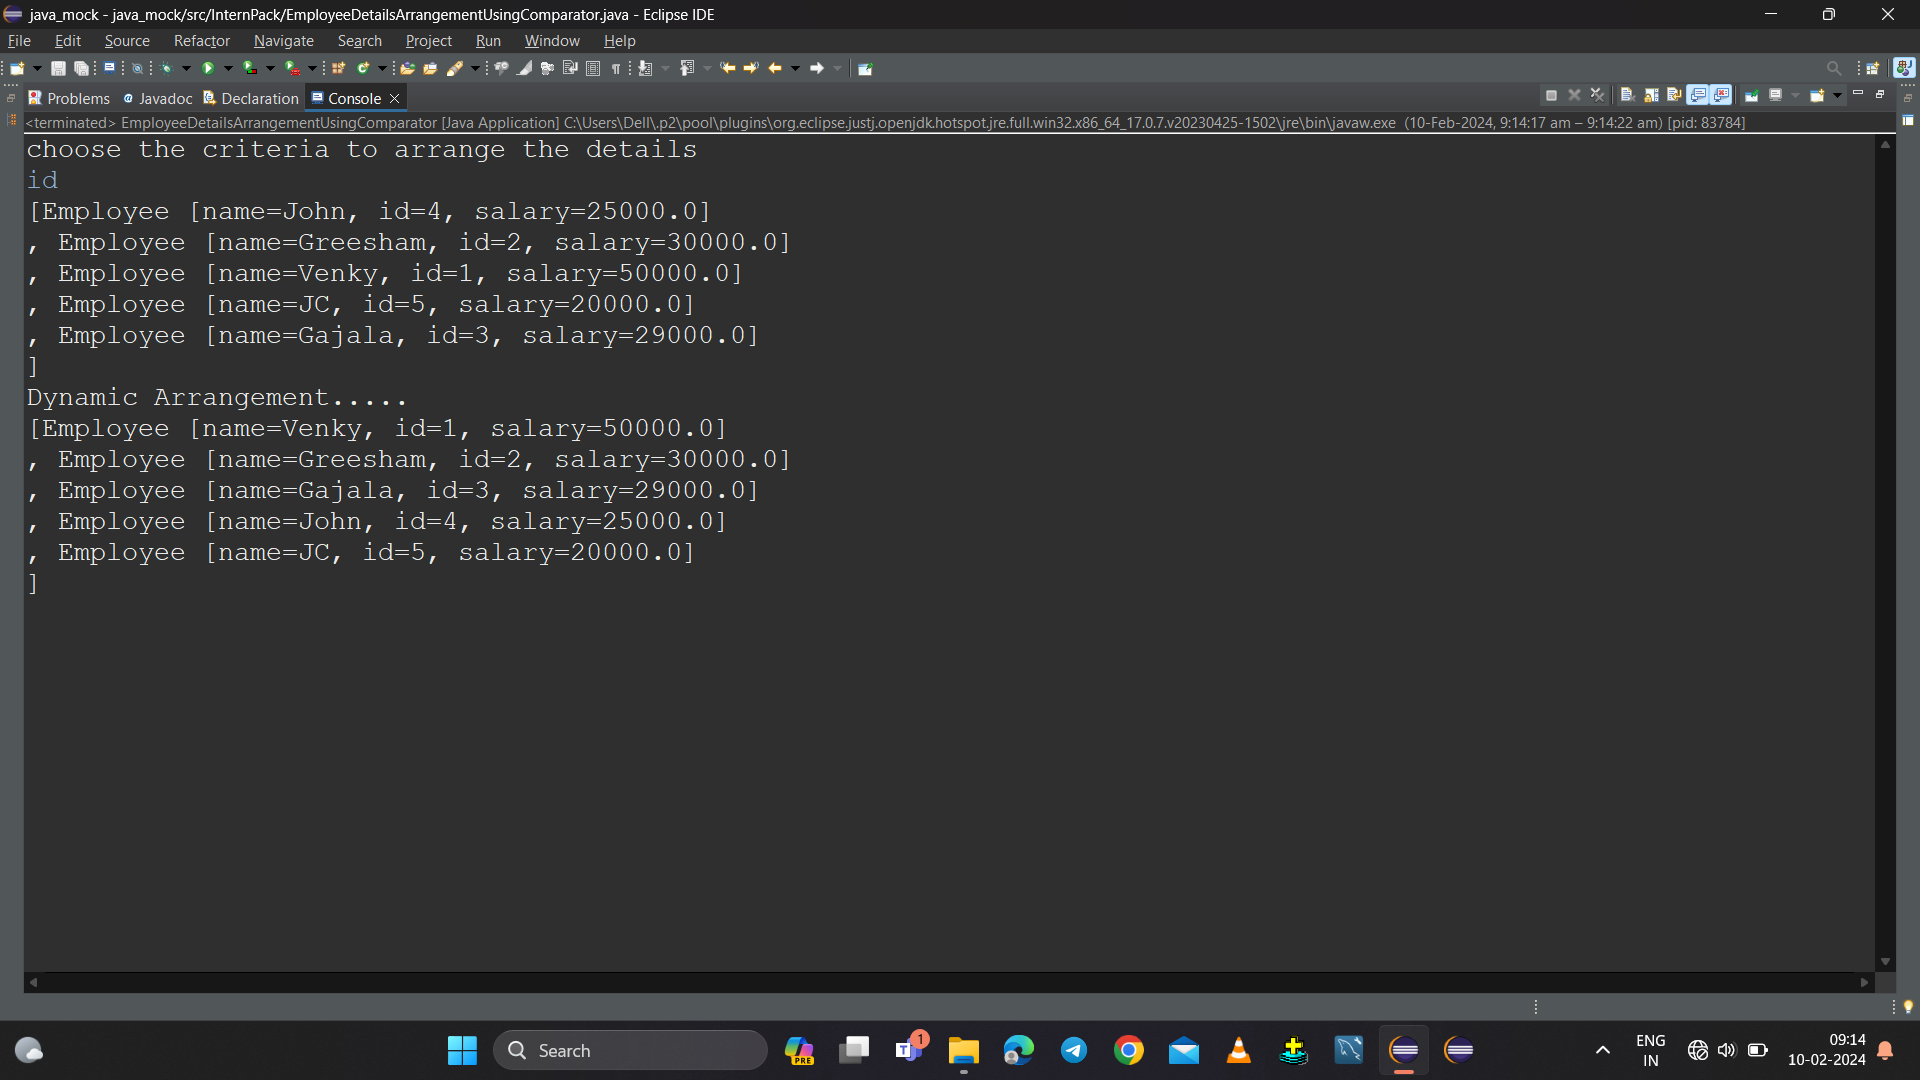 java_mock - java_mock/src/InternPack/EmployeeDetailsArrangementUsingComparator.java - Eclipse IDE
File Edit Source Refactor Navigate Search Project Run Window Help
Problems Javadoc Declaration Console
<terminated> EmployeeDetailsArrangementUsingComparator [Java Application] C:\Users\Dell\.p2\pool\plugins\org.eclipse.justj.openjdk.hotspot.jre.full.win32.x86_64_17.0.7.v20230425-1502\jre\bin\javaw.exe (10-Feb-2024, 9:14:17 am – 9:14:22 am) [pid: 83784]
choose the criteria to arrange the details
id
[Employee [name=John, id=4, salary=25000.0]
, Employee [name=Greesham, id=2, salary=30000.0]
, Employee [name=Venky, id=1, salary=50000.0]
, Employee [name=JC, id=5, salary=20000.0]
, Employee [name=Gajala, id=3, salary=29000.0]
]
Dynamic Arrangement.....
[Employee [name=Venky, id=1, salary=50000.0]
, Employee [name=Greesham, id=2, salary=30000.0]
, Employee [name=Gajala, id=3, salary=29000.0]
, Employee [name=John, id=4, salary=25000.0]
, Employee [name=JC, id=5, salary=20000.0]
]
Search
PRE
1
ENG
IN
09:14
10-02-2024